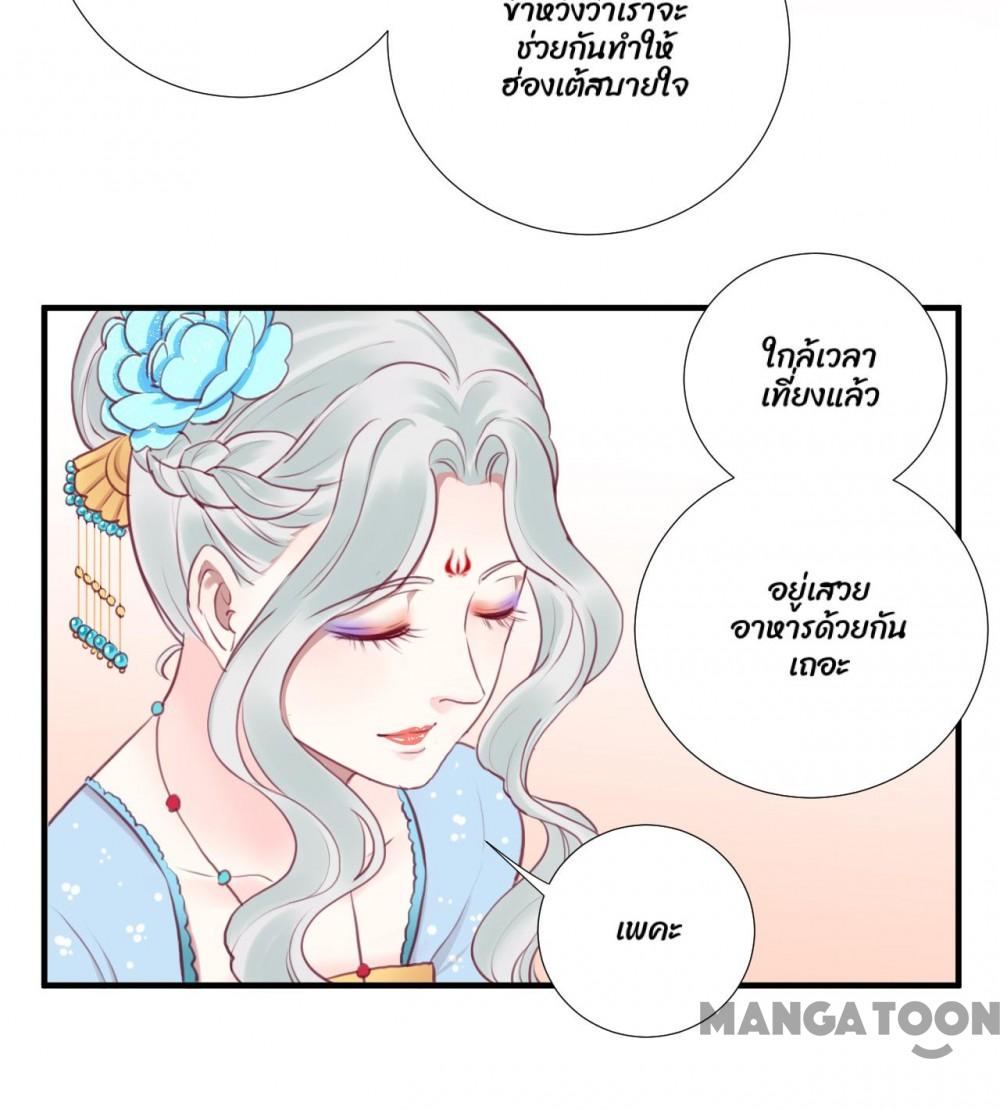 ข้าหวังว่าเราจะ
ช่วยกันทำให้
ฮ่องเต้สบายใจ
ใกล้เวลา
เที่ยงแล้ว
อยู่เสวย
อาหารด้วยกัน
เถอะ
เพคะ
MANGATOON